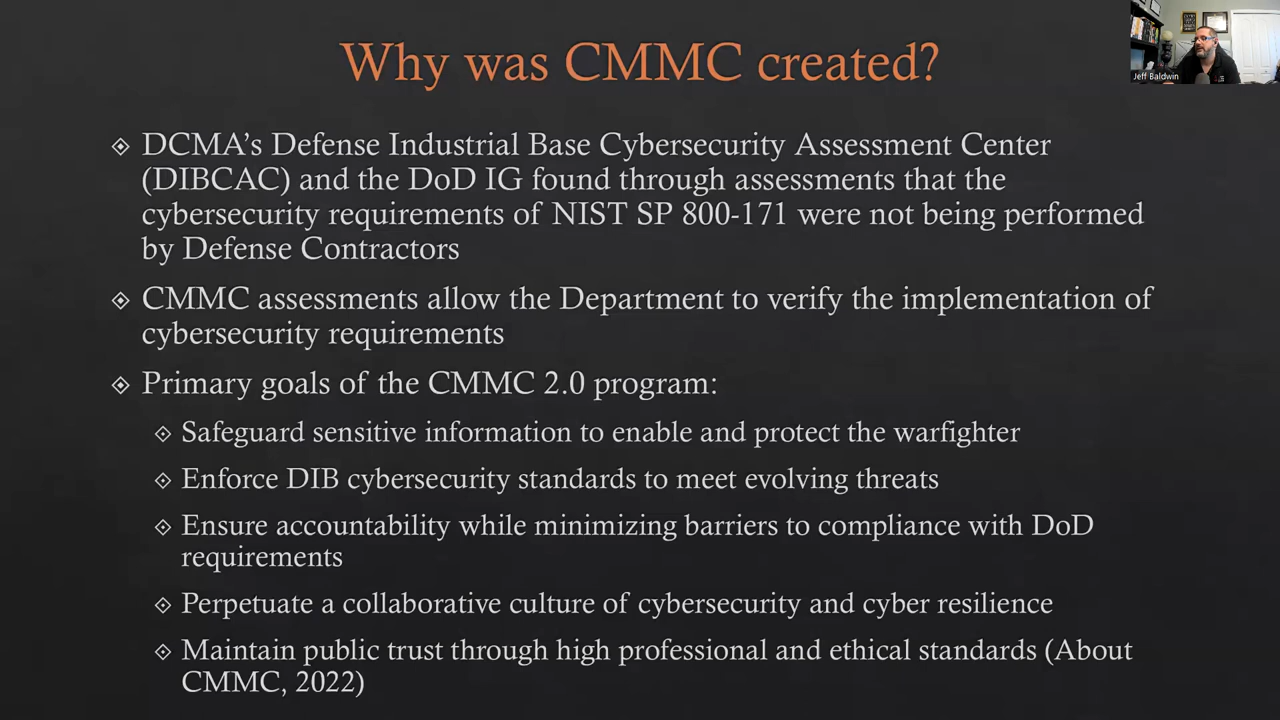 Why was CMMC created?
Jeff Baldwin
DCMA's Defense Industrial Base Cybersecurity Assessment Center
(DIBCAC) and the DoD IG found through assessments that the
cybersecurity requirements of NIST SP 800-171 were not being performed
by Defense Contractors
CMMC assessments allow the Department to verify the implementation of
cybersecurity requirements
Primary goals of the CMMC 2.0 program:
Safeguard sensitive information to enable and protect the warfighter
Enforce DIB cybersecurity standards to meet evolving threats
Ensure accountability while minimizing barriers to compliance with DoD
requirements
Perpetuate a collaborative culture of cybersecurity and cyber resilience
Maintain public trust through high professional and ethical standards (About
CMMC, 2022)